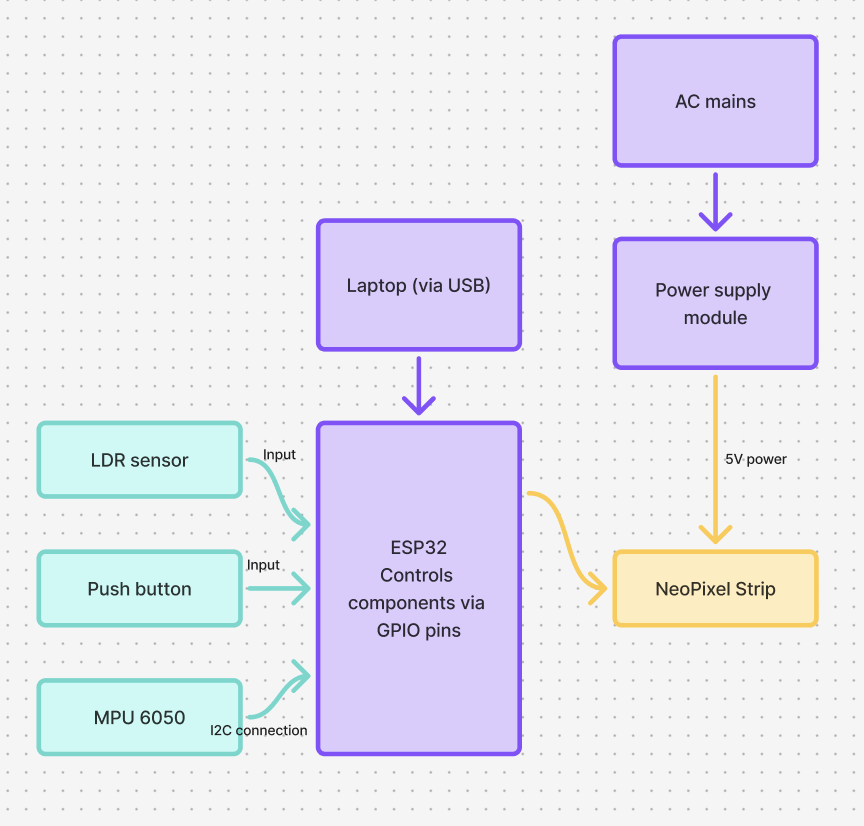 AC mains
Laptop (via USB)
Power supply
module
LDR sensor
Input
5V power
ESP32
Controls
components via
GPIO pins
Push button
Input
NeoPixel Strip
MPU 6050
I2C connection